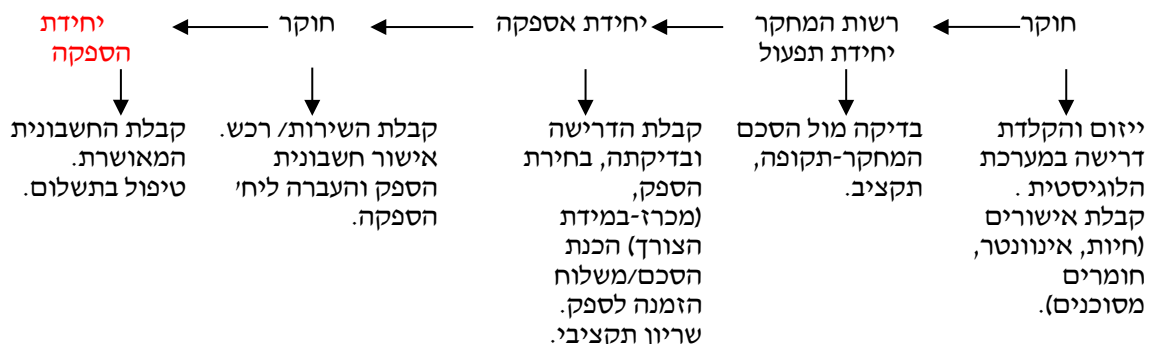 חוקר
רשות המחקר
יחידת תפעול
יחידת אספקה
חוקר
יחידת
הספקה
ייזום והקלדת
דרישה במערכת
הלוגיסטית .
קבלת אישורים
(חיות, אינוונטר,
חומרים
מסוכנים).
בדיקה מול הסכם
המחקר-תקופה,
תקציב.
קבלת הדרישה
ובדיקתה, בחירת
הספק,
(מכרז-במידת
הצורך) הכנת
הסכם/משלוח
הזמנה לספק.
שריון תקציבי.
קבלת השירות/ רכש.
אישור חשבונית
הספק והעברה ליח׳
הספקה.
קבלת החשבונית
המאושרת.
טיפול בתשלום.